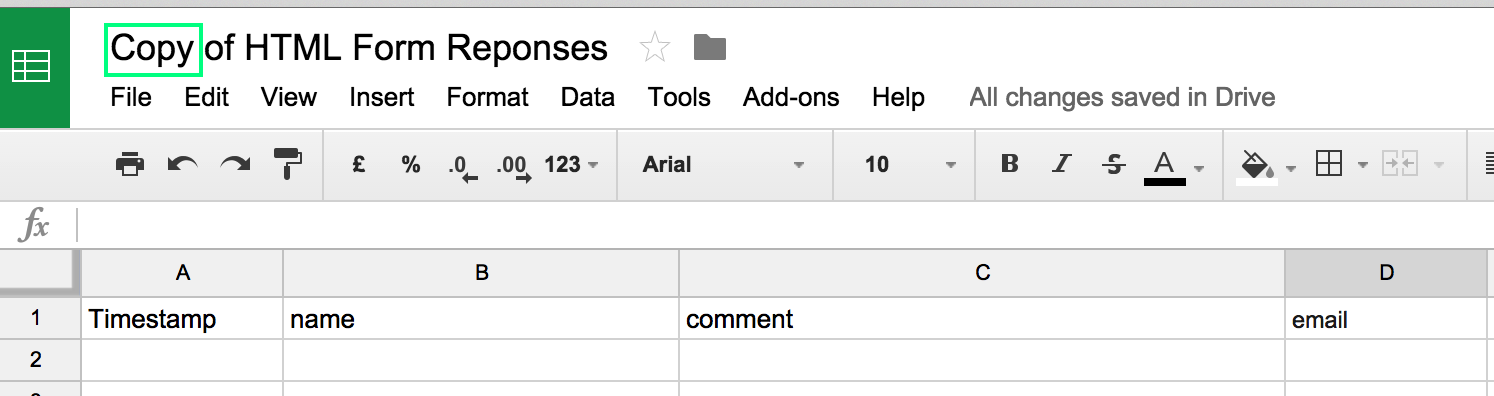 Copy of HTML Form Reponses
File Edit View Insert Format Data Tools Add-ons Help All changes saved in Drive
£ % .0 .00 123 Arial 10 B I S A
fx
A B C D
1 Timestamp name comment email
2